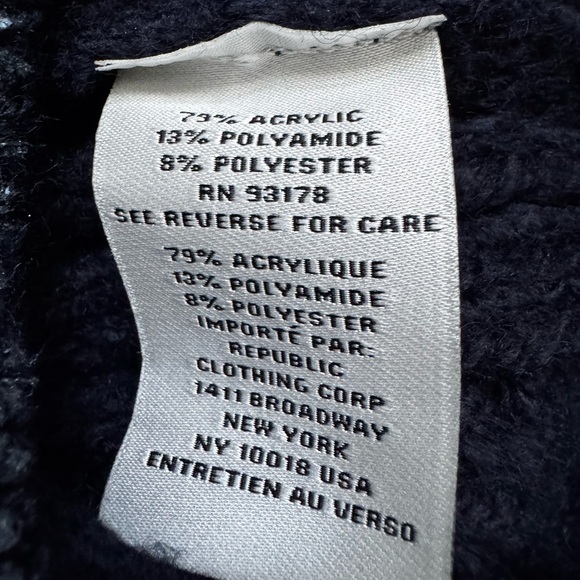 79% ACRYLIC
13% POLYAMIDE
8% POLYESTER
RN 93178
SEE REVERSE FOR CARE
79% ACRYLIQUE
13% POLYAMIDE
8% POLYESTER
IMPORTÉ PAR:
REPUBLIC
CLOTHING CORP
1411 BROADWAY
NEW YORK
NY 10018 USA
ENTRETIEN AU VERSO